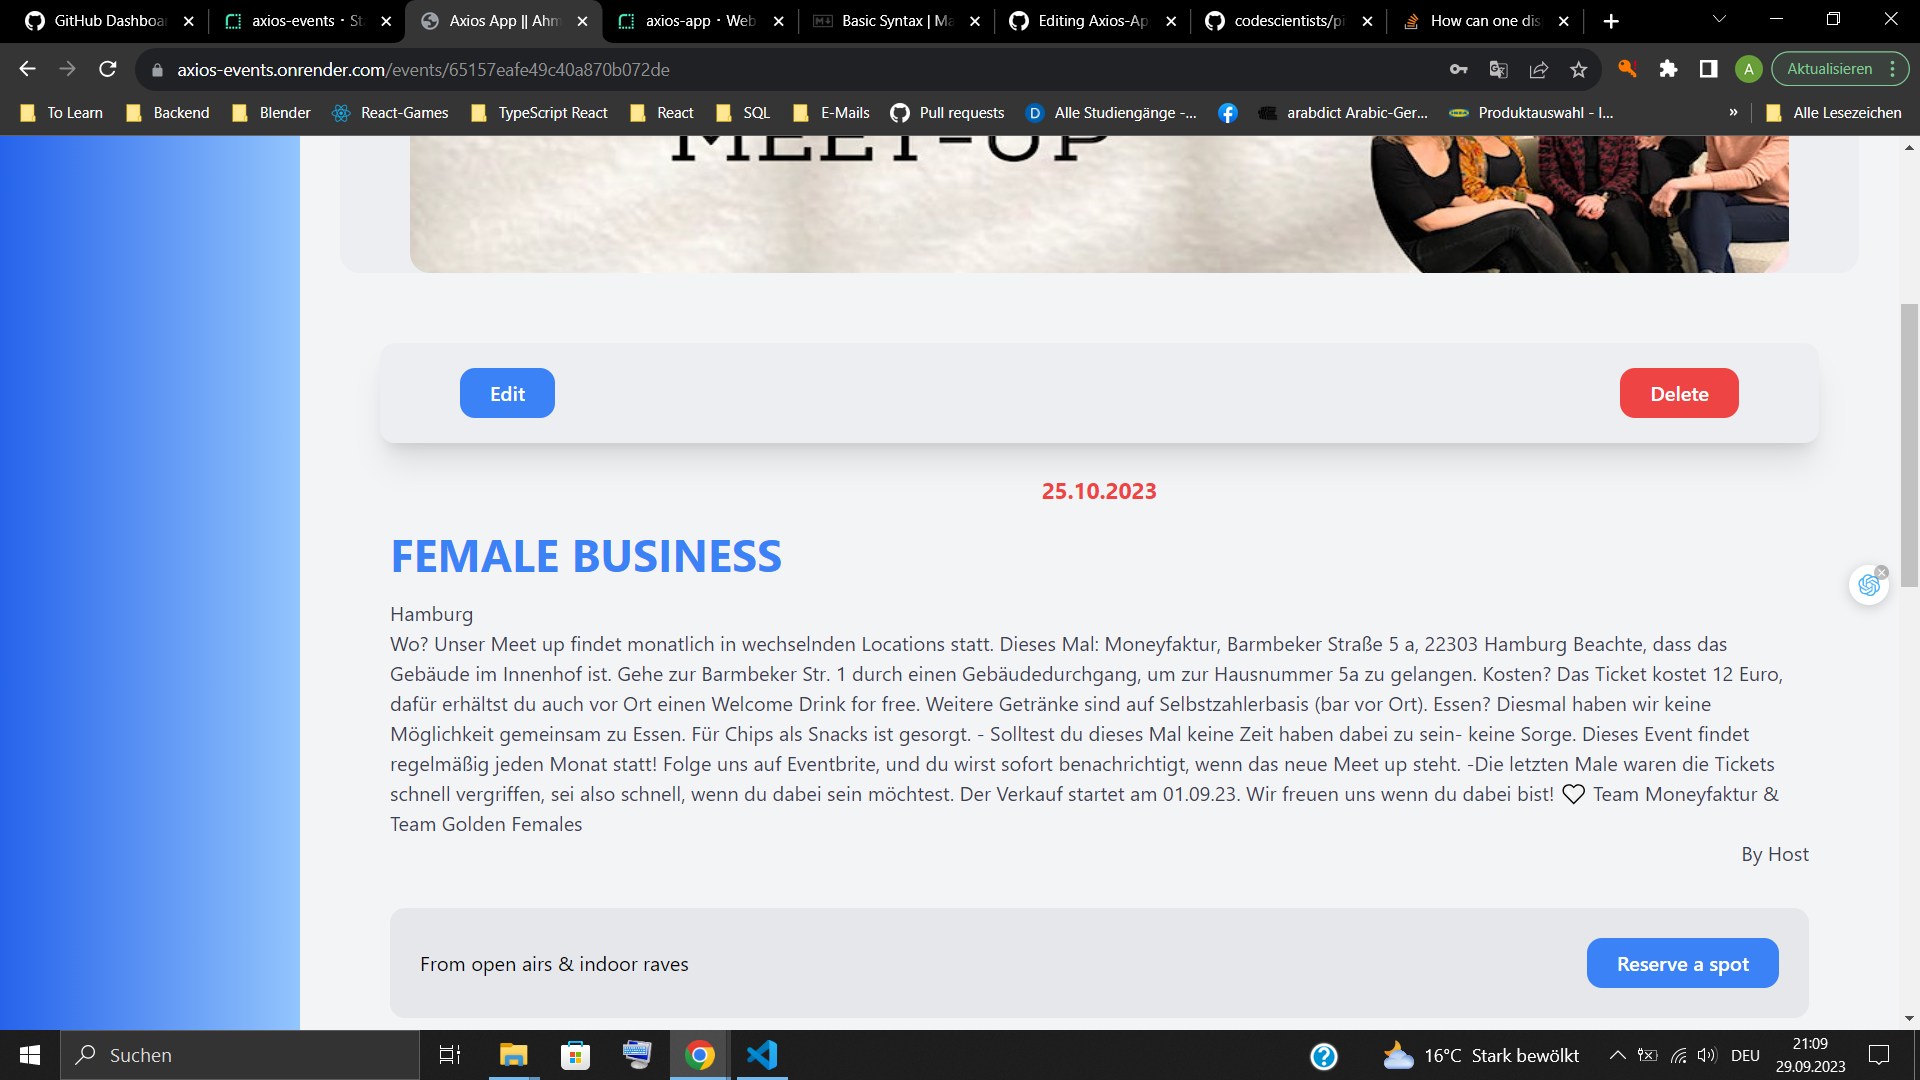 GitHub Dashboar
axios-events · St
Axios App || Ahm
axios-app · Web
Basic Syntax | Ma
Editing Axios-Ap
codescientists/pi
How can one dis
axios-events.onrender.com/events/65157eafe49c40a870b072de
A
Aktualisieren
To Learn
Backend
Blender
React-Games
TypeScript React
React
SQL
E-Mails
Pull requests
Alle Studiengänge -...
arabdict Arabic-Ger...
Produktauswahl - I...
»
Alle Lesezeichen
MEET-UP
Edit
Delete
25.10.2023
FEMALE BUSINESS
Hamburg
Wo? Unser Meet up findet monatlich in wechselnden Locations statt. Dieses Mal: Moneyfaktur, Barmbeker Straße 5 a, 22303 Hamburg Beachte, dass das
Gebäude im Innenhof ist. Gehe zur Barmbeker Str. 1 durch einen Gebäudedurchgang, um zur Hausnummer 5a zu gelangen. Kosten? Das Ticket kostet 12 Euro,
dafür erhältst du auch vor Ort einen Welcome Drink for free. Weitere Getränke sind auf Selbstzahlerbasis (bar vor Ort). Essen? Diesmal haben wir keine
Möglichkeit gemeinsam zu Essen. Für Chips als Snacks ist gesorgt. - Solltest du dieses Mal keine Zeit haben dabei zu sein- keine Sorge. Dieses Event findet
regelmäßig jeden Monat statt! Folge uns auf Eventbrite, und du wirst sofort benachrichtigt, wenn das neue Meet up steht. -Die letzten Male waren die Tickets
schnell vergriffen, sei also schnell, wenn du dabei sein möchtest. Der Verkauf startet am 01.09.23. Wir freuen uns wenn du dabei bist! ♡ Team Moneyfaktur &
Team Golden Females
By Host
From open airs & indoor raves
Reserve a spot
Suchen
16°C Stark bewölkt
DEU
21:09
29.09.2023